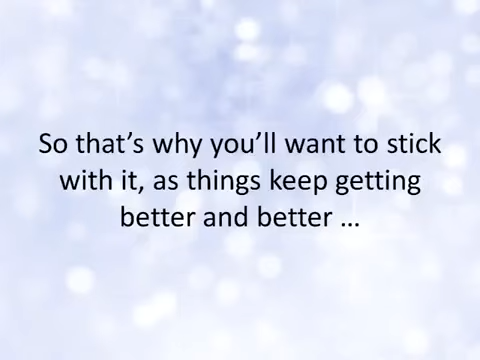 So that’s why you’ll want to stick
with it, as things keep getting
better and better …